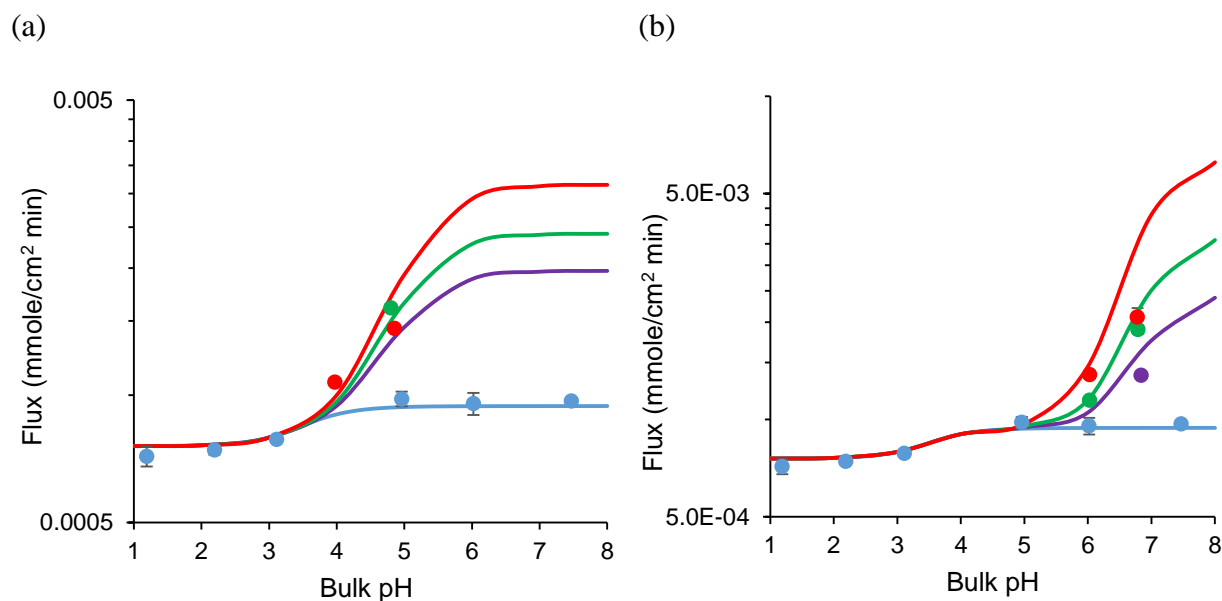 (a)
0.005
Flux (mmole/cm² min)
0.0005
1 2 3 4 5 6 7 8
Bulk pH
(b)
5.0E-03
Flux (mmole/cm² min)
5.0E-04
1 2 3 4 5 6 7 8
Bulk pH